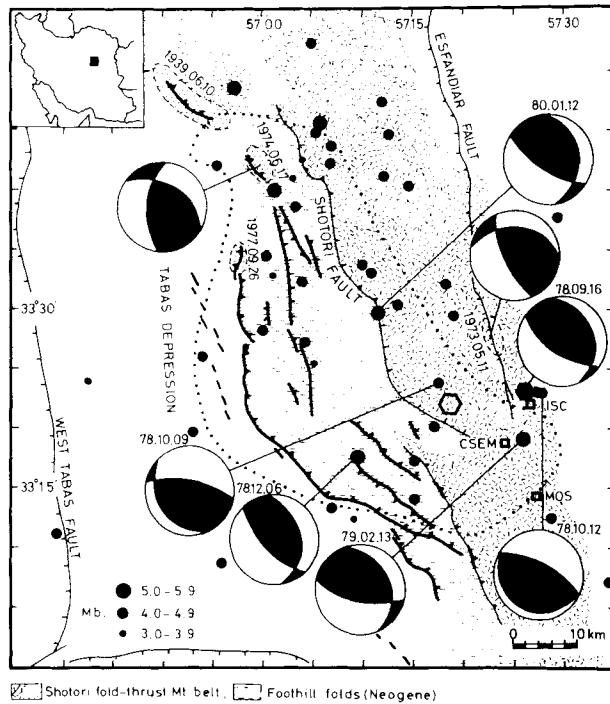 57 00
57 15
57 30
1939.06.10
ESFANDIAR FAULT
80.01.12
1974.06.17
SHOTORI FAULT
1977.09.26
TABAS DEPRESSION
78.09.16
33°30
1973.05.11
ISC
CSEM
WEST TABAS FAULT
78.10.09
33°15
78.12.06
MOS
79.02.13
78.10.12
5.0-5.9
Mb. 4.0-4.9
3.0-3.9
0 10 km
Shotori fold-thrust Mt belt, Foothill folds (Neogene)